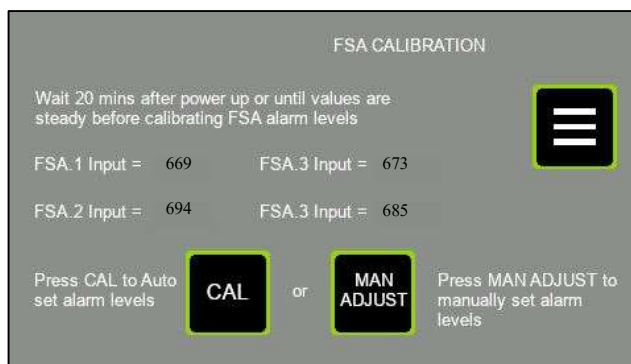 FSA CALIBRATION
Wait 20 mins after power up or until values are
steady before calibrating FSA alarm levels
FSA.1 Input = 669 FSA.3 Input = 673
FSA.2 Input = 694 FSA.3 Input = 685
Press CAL to Auto
set alarm levels
CAL
or
MAN
ADJUST
Press MAN ADJUST to
manually set alarm
levels